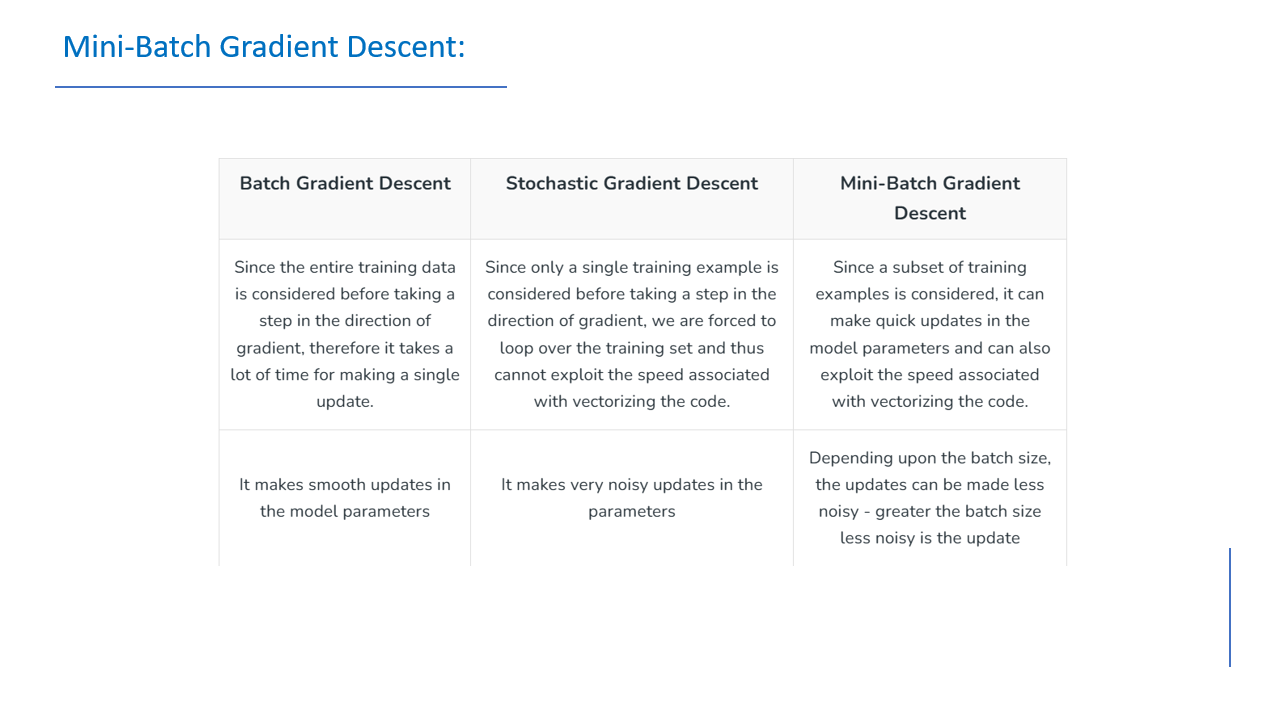 Mini-Batch Gradient Descent:
Batch Gradient Descent
Stochastic Gradient Descent
Mini-Batch Gradient
Descent
Since the entire training data
is considered before taking a
step in the direction of
gradient, therefore it takes a
lot of time for making a single
update.
Since only a single training example is
considered before taking a step in the
direction of gradient, we are forced to
loop over the training set and thus
cannot exploit the speed associated
with vectorizing the code.
Since a subset of training
examples is considered, it can
make quick updates in the
model parameters and can also
exploit the speed associated
with vectorizing the code.
It makes smooth updates in
the model parameters
It makes very noisy updates in the
parameters
Depending upon the batch size,
the updates can be made less
noisy - greater the batch size
less noisy is the update